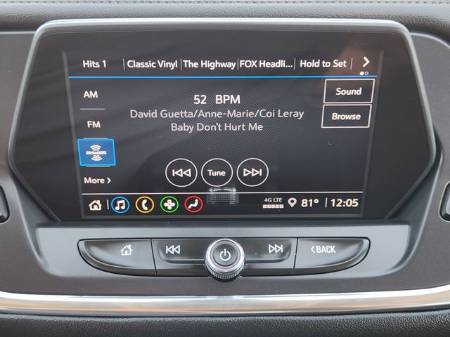 Hits 1 Classic Vinyl The Highway FOX Headli... Hold to Set
AM
FM
More >
52 BPM
David Guetta/Anne-Marie/Coi Leray
Baby Don't Hurt Me
Sound
Browse
Tune
4G LTE
81° 12:05
‹BACK